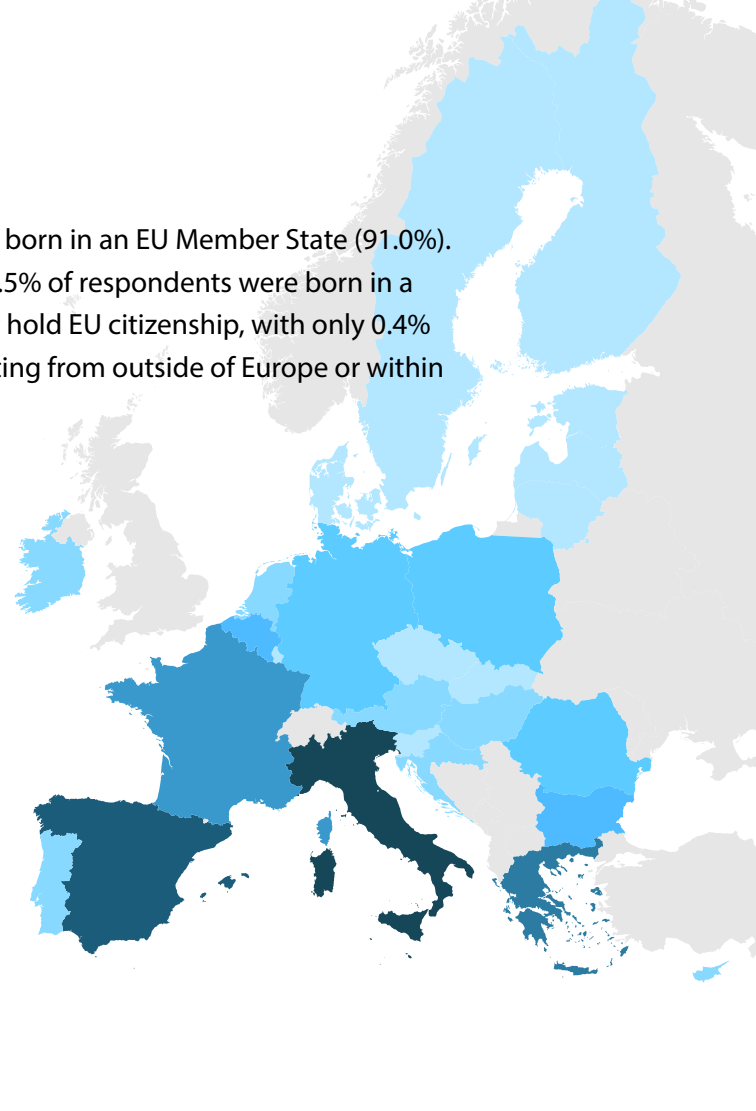 born in an EU Member State (91.0%).
.5% of respondents were born in a
hold EU citizenship, with only 0.4%
ting from outside of Europe or within